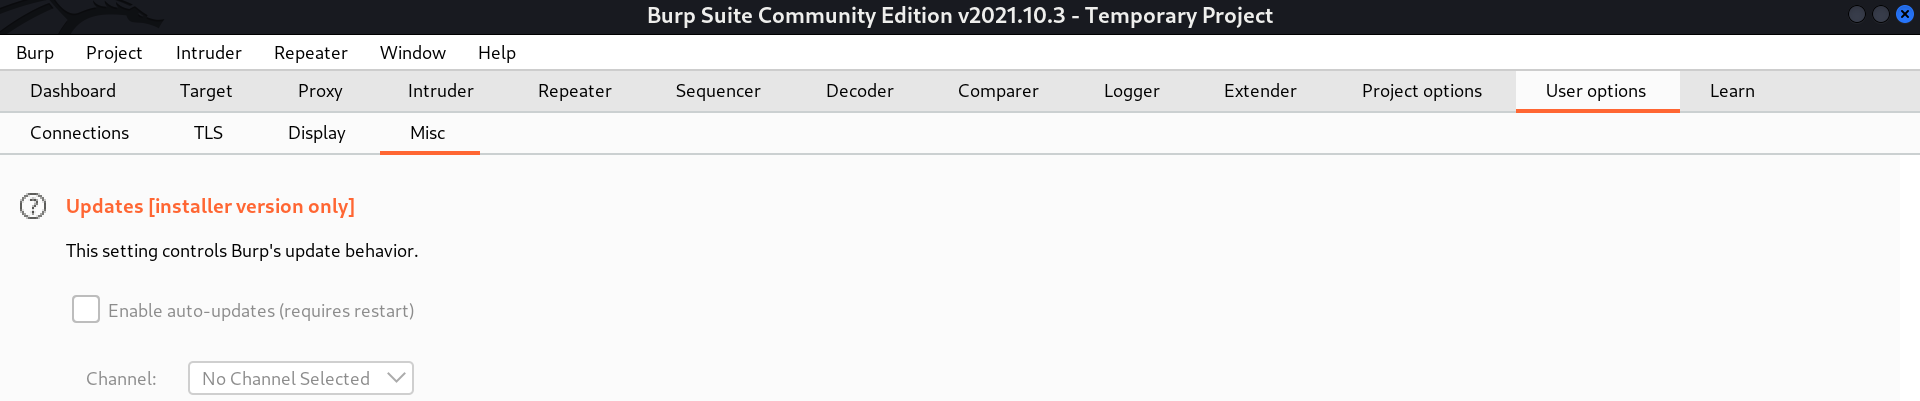 Burp Suite Community Edition v2021.10.3 - Temporary Project
Burp Project Intruder Repeater Window Help
Dashboard Target Proxy Intruder Repeater Sequencer Decoder Comparer Logger Extender Project options User options Learn
Connections TLS Display Misc
? Updates [installer version only]
This setting controls Burp's update behavior.
Enable auto-updates (requires restart)
Channel: No Channel Selected